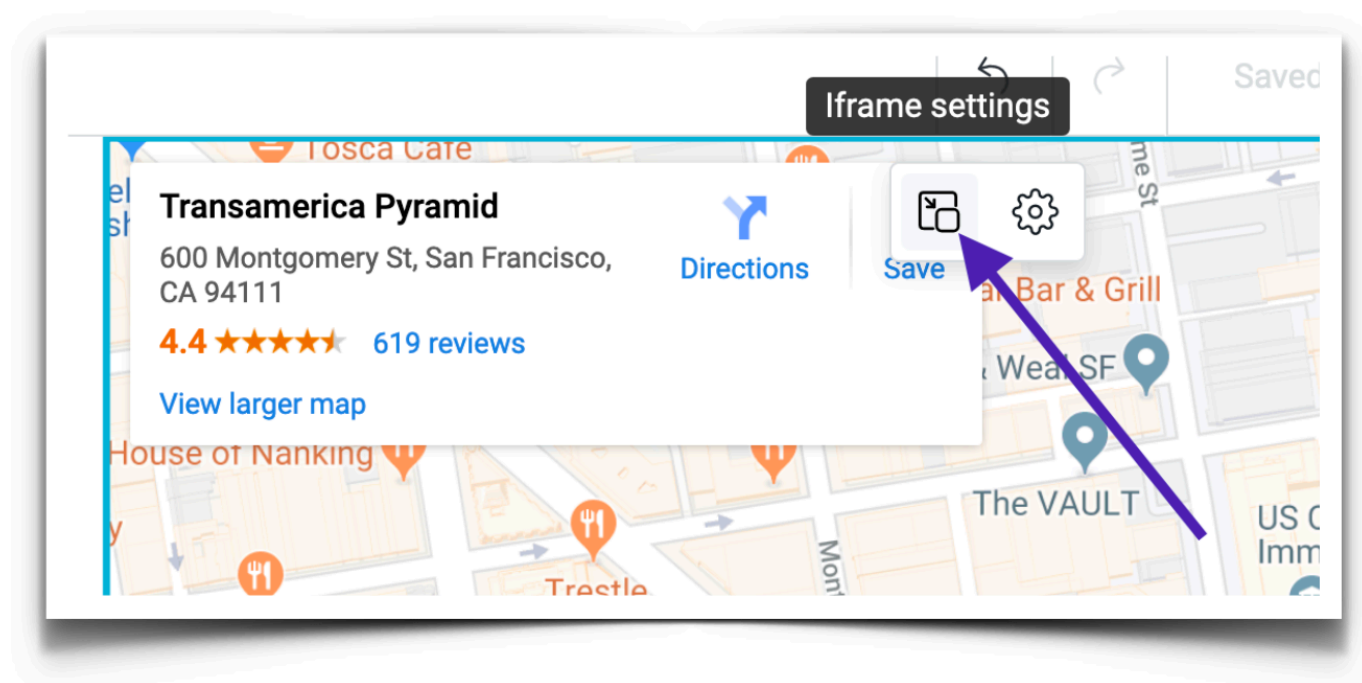 Saved
Iframe settings
Tosca Cafe
Transamerica Pyramid
600 Montgomery St, San Francisco,
CA 94111
Directions
Save
4.4
619 reviews
View larger map
Bar & Grill
Weal SF
House of Nanking
The VAULT
US
Trestle